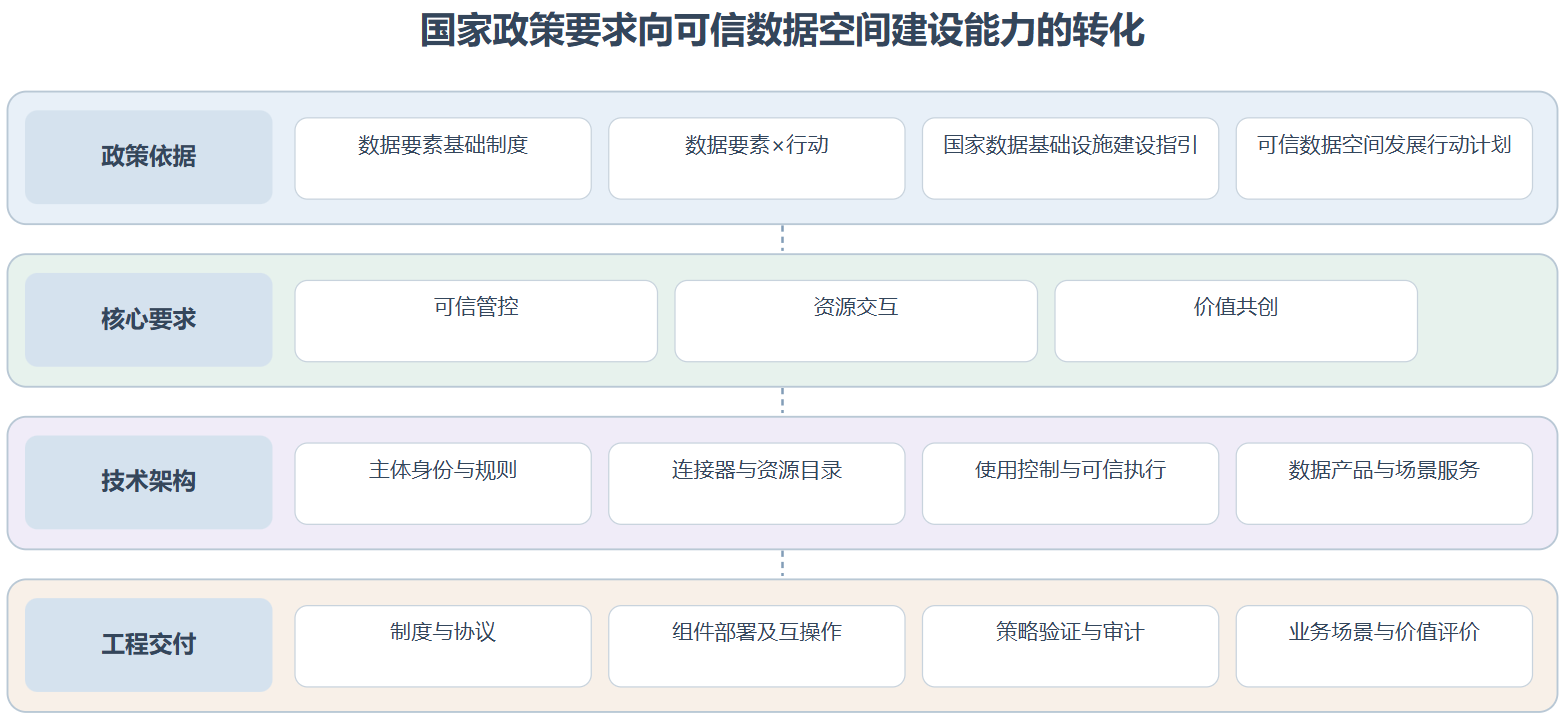 国家政策要求向可信数据空间建设能力的转化
政策依据
数据要素基础制度
数据要素×行动
国家数据基础设施建设指引
可信数据空间发展行动计划
核心要求
可信管控
资源交互
价值共创
技术架构
主体身份与规则
连接器与资源目录
使用控制与可信执行
数据产品与场景服务
工程交付
制度与协议
组件部署及互操作
策略验证与审计
业务场景与价值评价